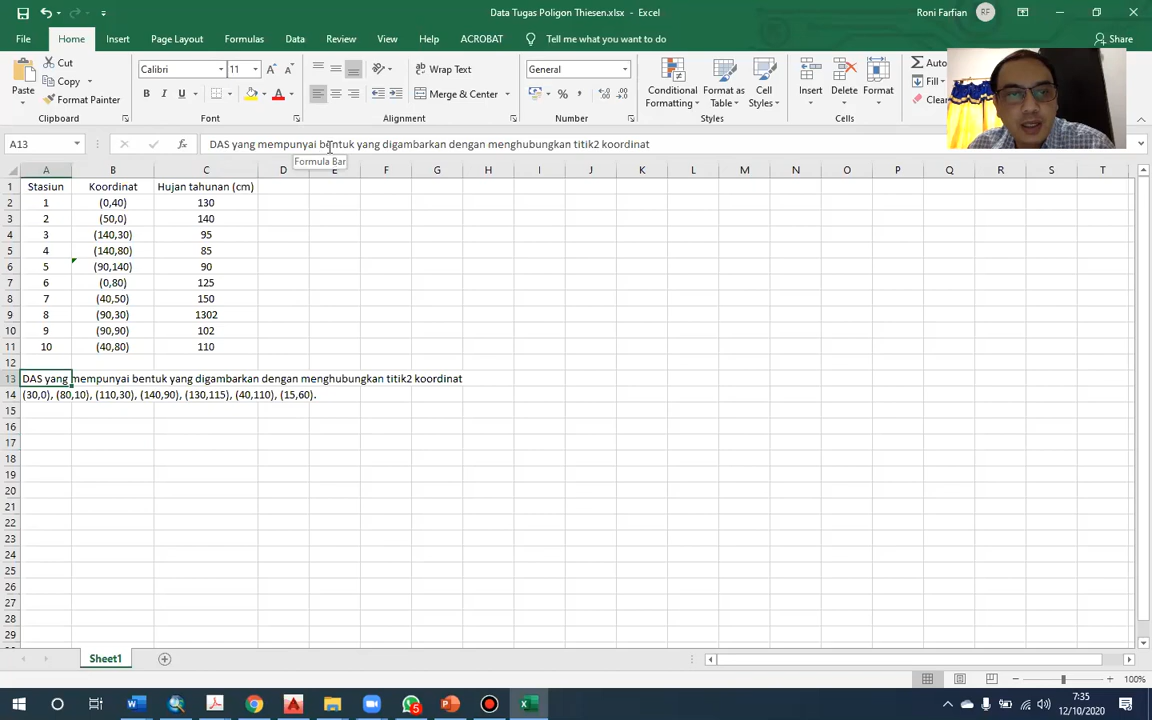 Data Tugas Poligon Thiesen.xlsx - Excel
Roni Farfian RF
File Home Insert Page Layout Formulas Data Review View Help ACROBAT Tell me what you want to do Share
Paste Cut
Copy
Format Painter
Clipboard
Calibri 11
B I U
Font
Wrap Text
Merge & Center
Alignment
General
Number
Conditional Formatting
Format as Table
Cell Styles
Styles
Insert Delete Format
Cells
Fill
A13 fx DAS yang mempunyai bentuk yang digambarkan dengan menghubungkan titik2 koordinat
Formula Bar
A B C D E F G H I J K L M N O P Q R S T
1 Stasiun Koordinat Hujan tahunan (cm)
2 1 (0,40) 130
3 2 (50,0) 140
4 3 (140,30) 95
5 4 (140,80) 85
6 5 (90,140) 90
7 6 (0,80) 125
8 7 (40,50) 150
9 8 (90,30) 1302
10 9 (90,90) 102
11 10 (40,80) 110
12
13 DAS yang mempunyai bentuk yang digambarkan dengan menghubungkan titik2 koordinat
14 (30,0), (80,10), (110,30), (140,90), (130,115), (40,110), (15,60).
15
16
17
18
19
20
21
22
23
24
25
26
27
28
29
Sheet1
100%
5
7:35
12/10/2020